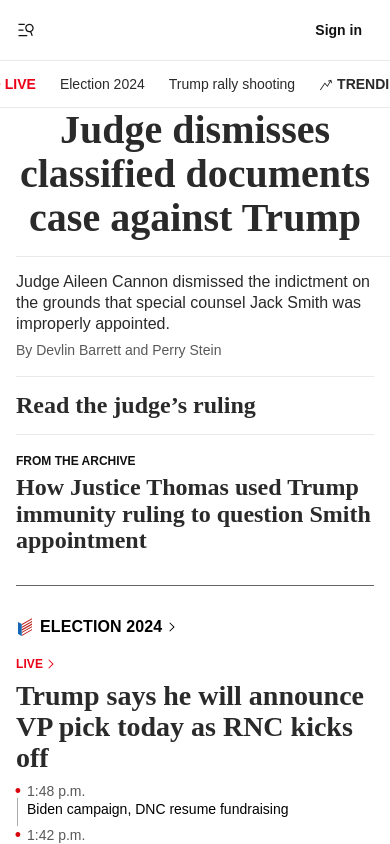 Sign in
LIVE
Election 2024
Trump rally shooting
TRENDI
Judge dismisses
classified documents
case against Trump
Judge Aileen Cannon dismissed the indictment on
the grounds that special counsel Jack Smith was
improperly appointed.
By Devlin Barrett and Perry Stein
Read the judge’s ruling
FROM THE ARCHIVE
How Justice Thomas used Trump
immunity ruling to question Smith
appointment
ELECTION 2024
LIVE
Trump says he will announce
VP pick today as RNC kicks
off
1:48 p.m.
Biden campaign, DNC resume fundraising
1:42 p.m.